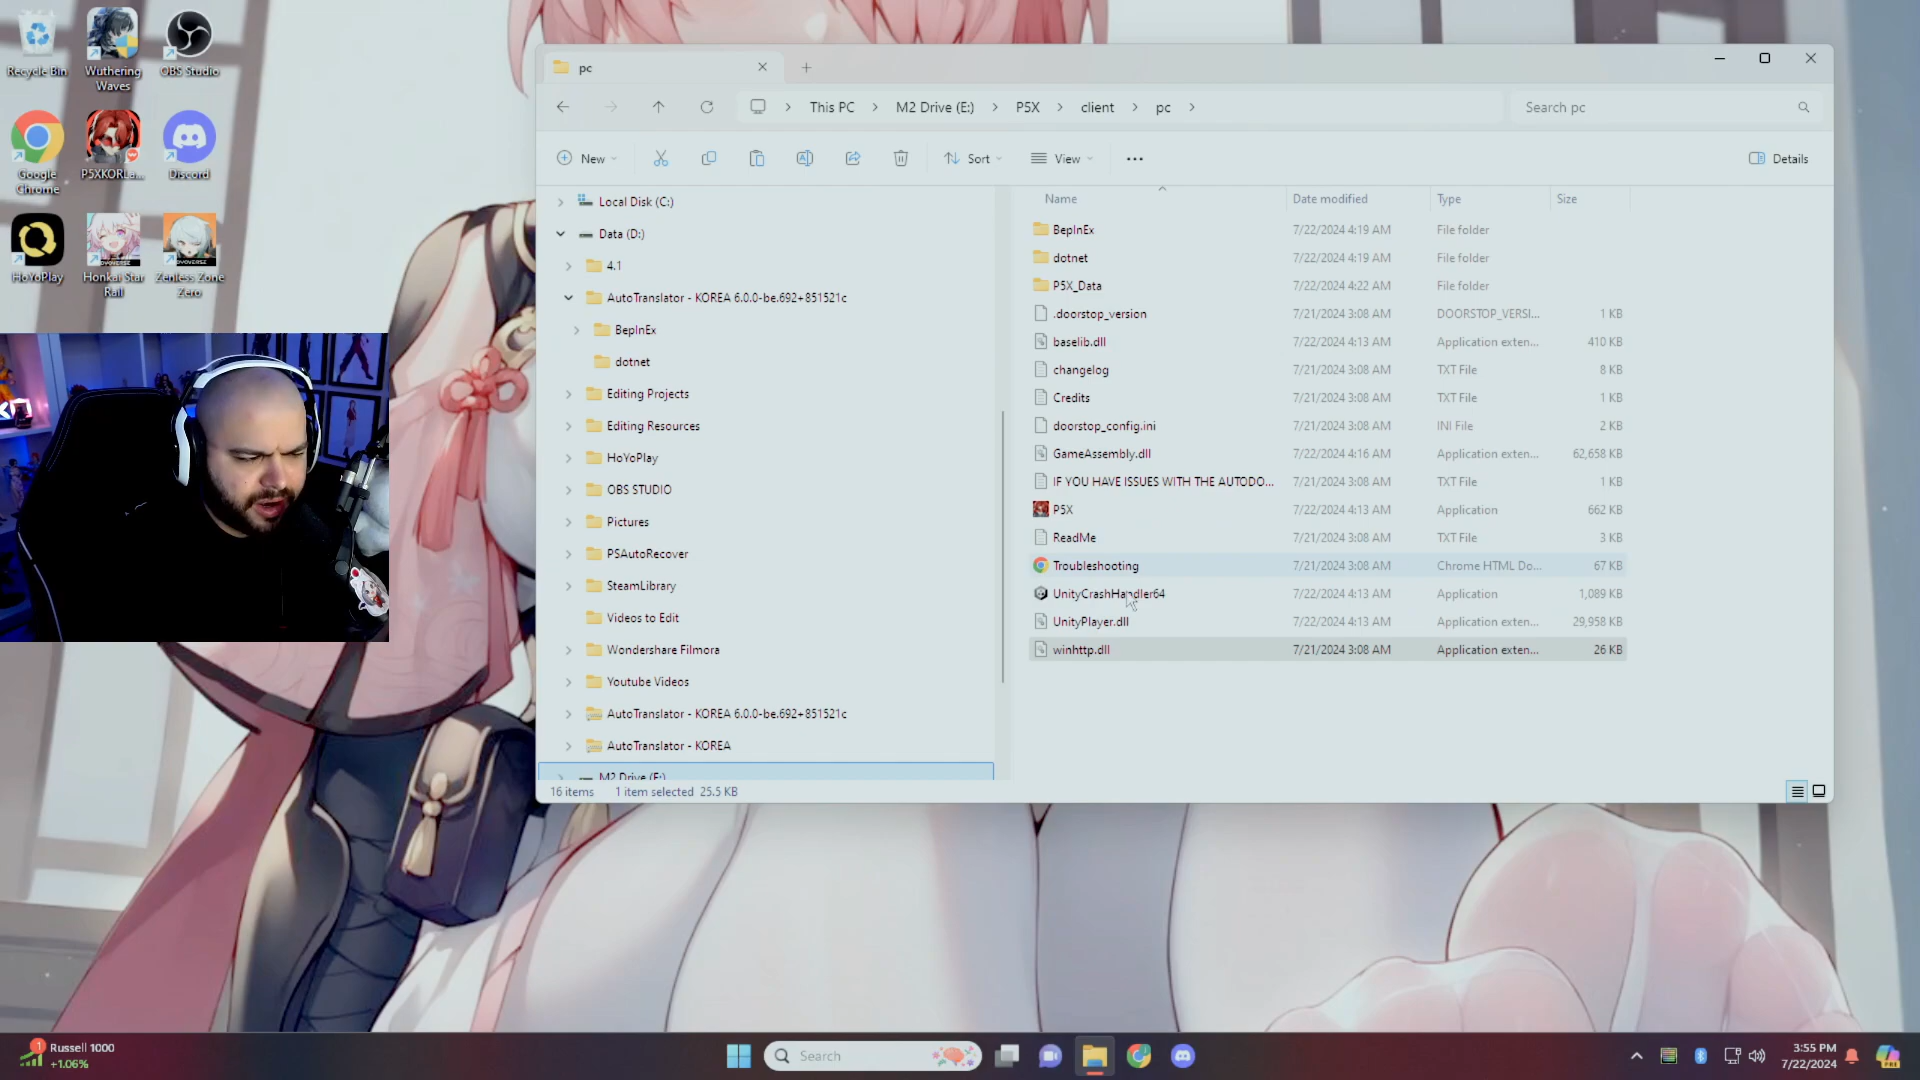 Recycle Bin
Wuthering
Waves
OBS Studio
Google
Chrome
P5XKORLa...
Discord
HoYoPlay
Honkai Star
Rail
Zenless Zone
Zero
pc
This PC > M2 Drive (E:) > P5X > client > pc >
Search pc
New
Sort
View
Details
Local Disk (C:)
Data (D:)
4.1
AutoTranslator - KOREA 6.0.0-be.692+851521c
BepInEx
dotnet
Editing Projects
Editing Resources
HoYoPlay
OBS STUDIO
Pictures
PSAutoRecover
SteamLibrary
Videos to Edit
Wondershare Filmora
Youtube Videos
AutoTranslator - KOREA 6.0.0-be.692+851521c
AutoTranslator - KOREA
M2 Drive (E:)
Name Date modified Type Size
BepInEx 7/22/2024 4:19 AM File folder
dotnet 7/22/2024 4:19 AM File folder
P5X_Data 7/22/2024 4:22 AM File folder
.doorstop_version 7/21/2024 3:08 AM DOORSTOP_VERSI... 1 KB
baselib.dll 7/22/2024 4:13 AM Application exten... 410 KB
changelog 7/21/2024 3:08 AM TXT File 8 KB
Credits 7/21/2024 3:08 AM TXT File 1 KB
doorstop_config.ini 7/21/2024 3:08 AM INI File 2 KB
GameAssembly.dll 7/22/2024 4:16 AM Application exten... 62,658 KB
IF YOU HAVE ISSUES WITH THE AUTODO... 7/21/2024 3:08 AM TXT File 1 KB
P5X 7/22/2024 4:13 AM Application 662 KB
ReadMe 7/21/2024 3:08 AM TXT File 3 KB
Troubleshooting 7/21/2024 3:08 AM Chrome HTML Do... 67 KB
UnityCrashHandler64 7/22/2024 4:13 AM Application 1,089 KB
UnityPlayer.dll 7/22/2024 4:13 AM Application exten... 29,958 KB
winhttp.dll 7/21/2024 3:08 AM Application exten... 26 KB
16 items 1 item selected 25.5 KB
1
Russell 1000
+1.06%
Search
3:55 PM
7/22/2024